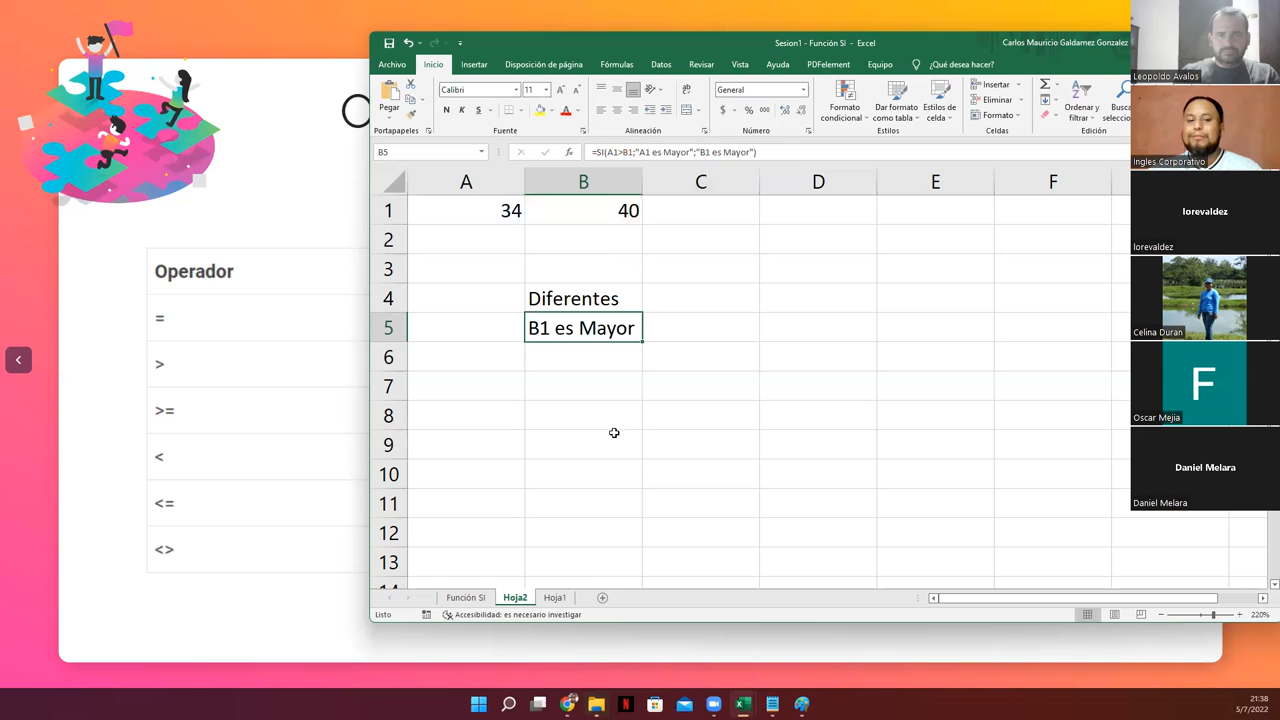 Sesion1 - Función SI - Excel
Carlos Mauricio Galdamez Gonzalez
Archivo
Inicio
Insertar
Disposición de página
Fórmulas
Datos
Revisar
Vista
Ayuda
PDFelement
Equipo
¿Qué desea hacer?
Pegar
Calibri
11
General
Formato condicional
Dar formato como tabla
Estilos de celda
Insertar
Eliminar
Formato
Ordenar y
Portapapeles
Fuente
Alineación
Número
Estilos
Celdas
Edición
B5
=SI(A1>B1;"A1 es Mayor";"B1 es Mayor")
A B C D E F
1 34 40
2
3
4 Diferentes
5 B1 es Mayor
6
7
8
9
10
11
12
13
Función SI
Hoja2
Hoja1
Listo
Accesibilidad: es necesario investigar
220%
Operador
=
>
>=
<
<=
<>
Leopoldo Avalos
Ingles Corporativo
lorevaldez
lorevaldez
Celina Duran
F
Oscar Mejia
Daniel Melara
Daniel Melara
21:38
5/7/2022